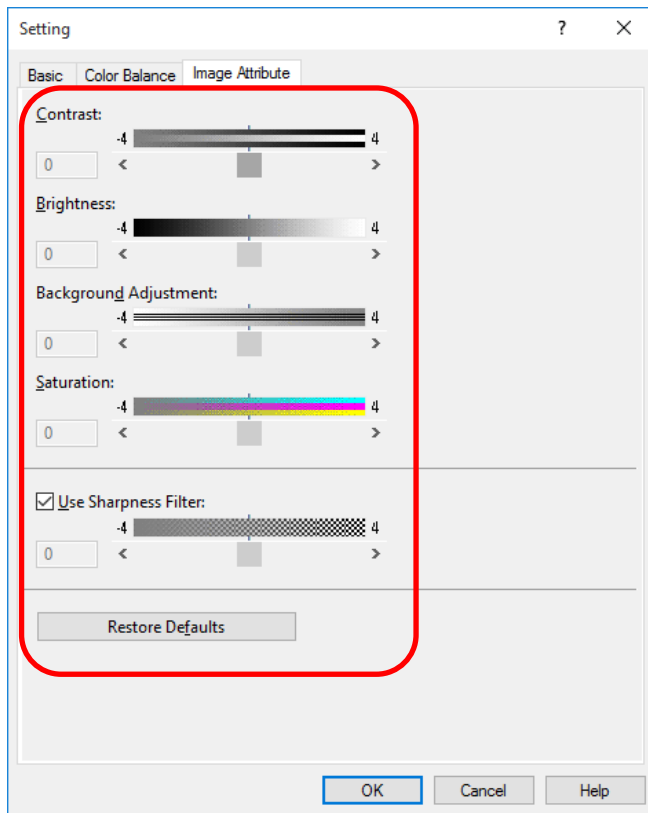 Setting ?
Basic Color Balance Image Attribute
Contrast:
-4 4
0 < >
Brightness:
-4 4
0 < >
Background Adjustment:
-4 4
0 < >
Saturation:
-4 4
0 < >
Use Sharpness Filter:
-4 4
0 < >
Restore Defaults
OK Cancel Help